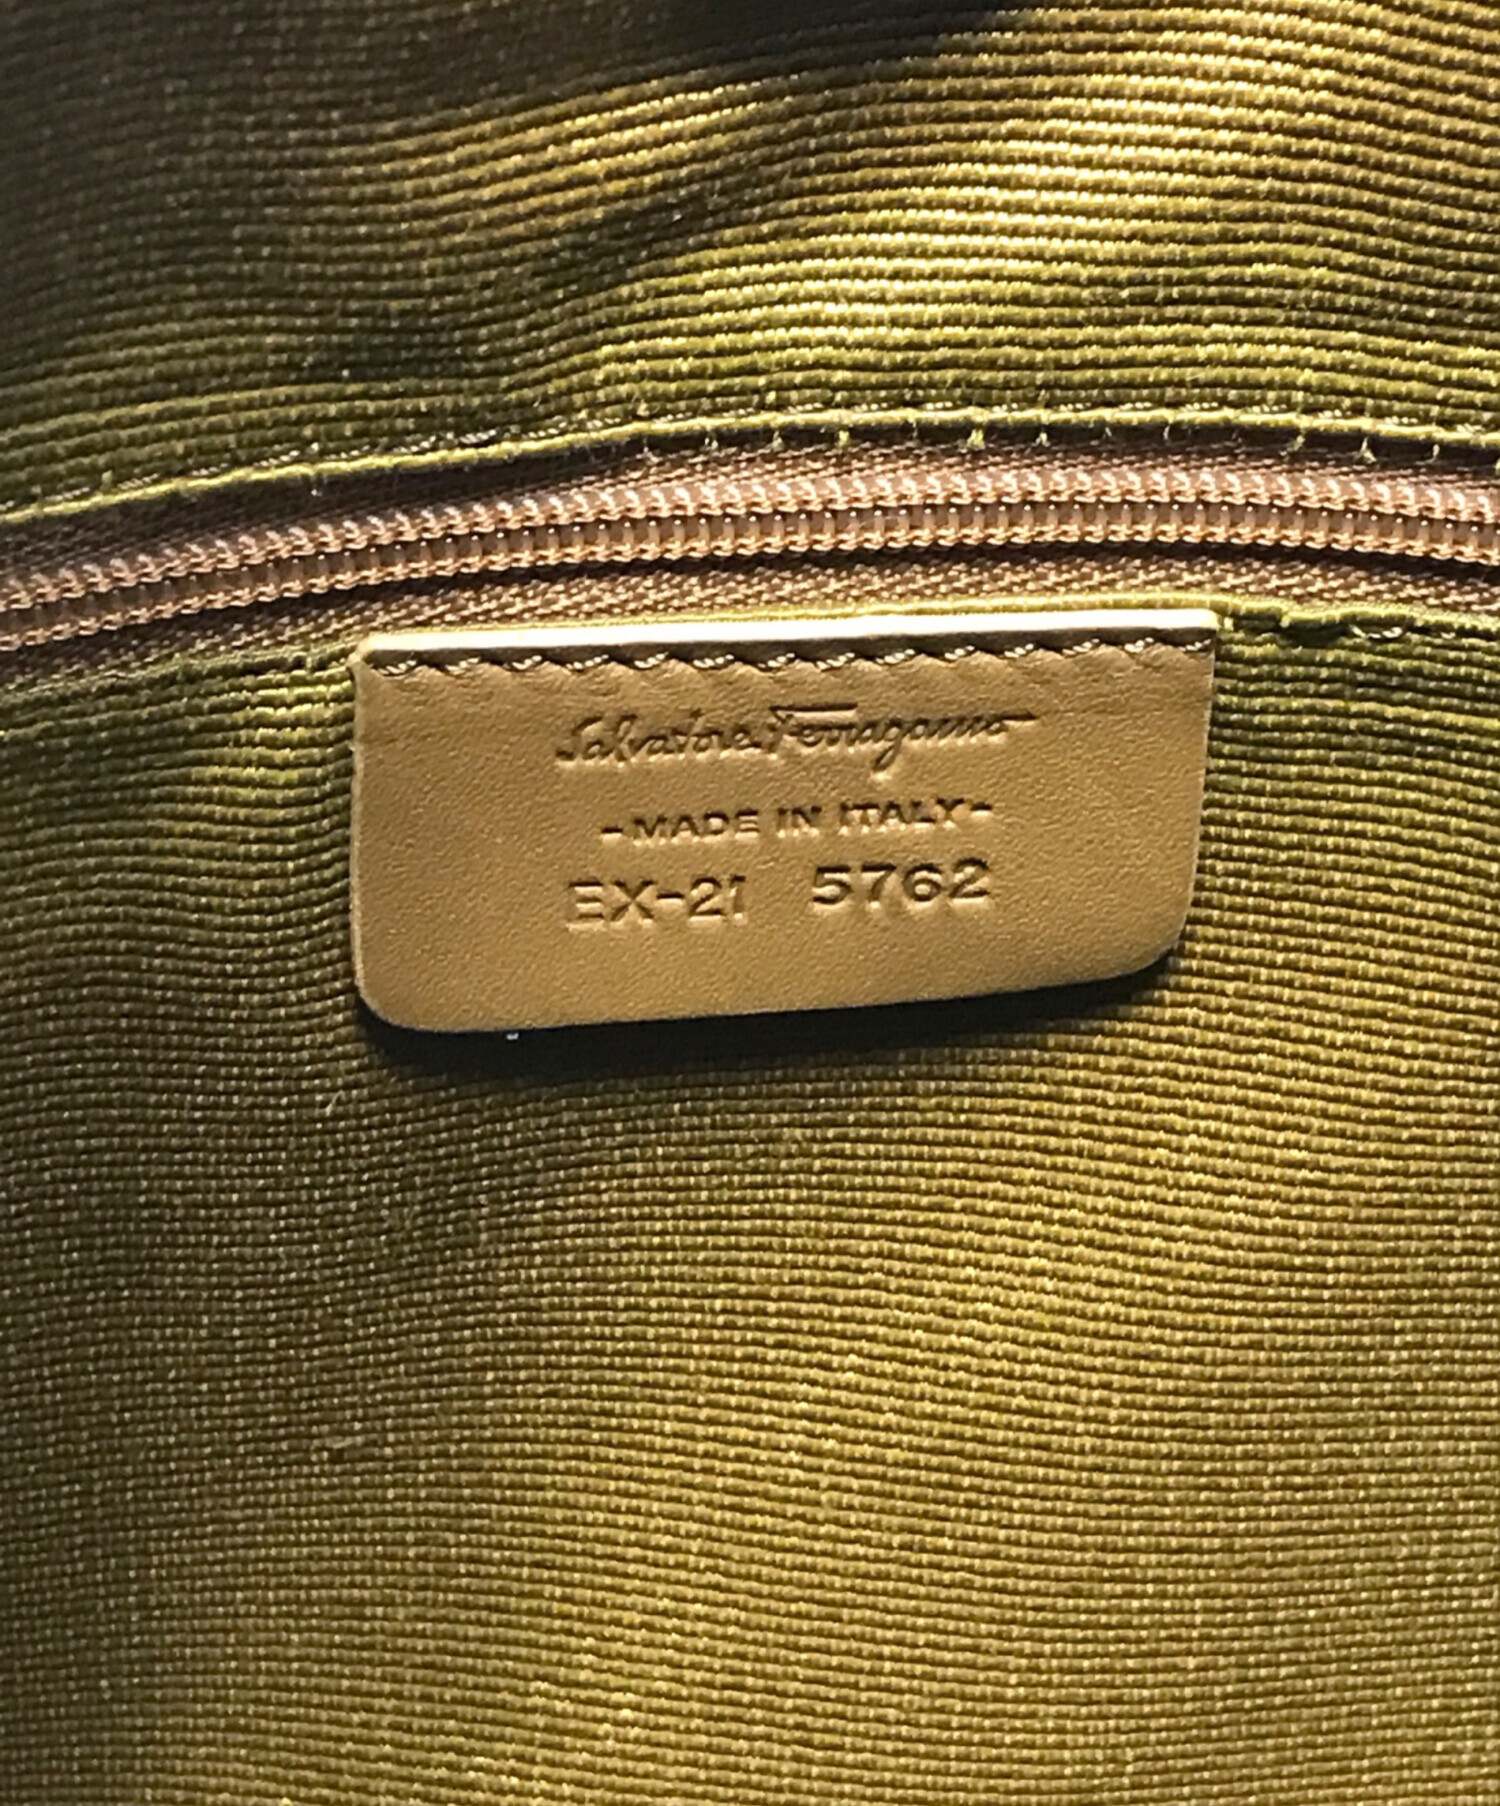 Salvatore Ferragamo
-MADE IN ITALY-
EX-21 5762